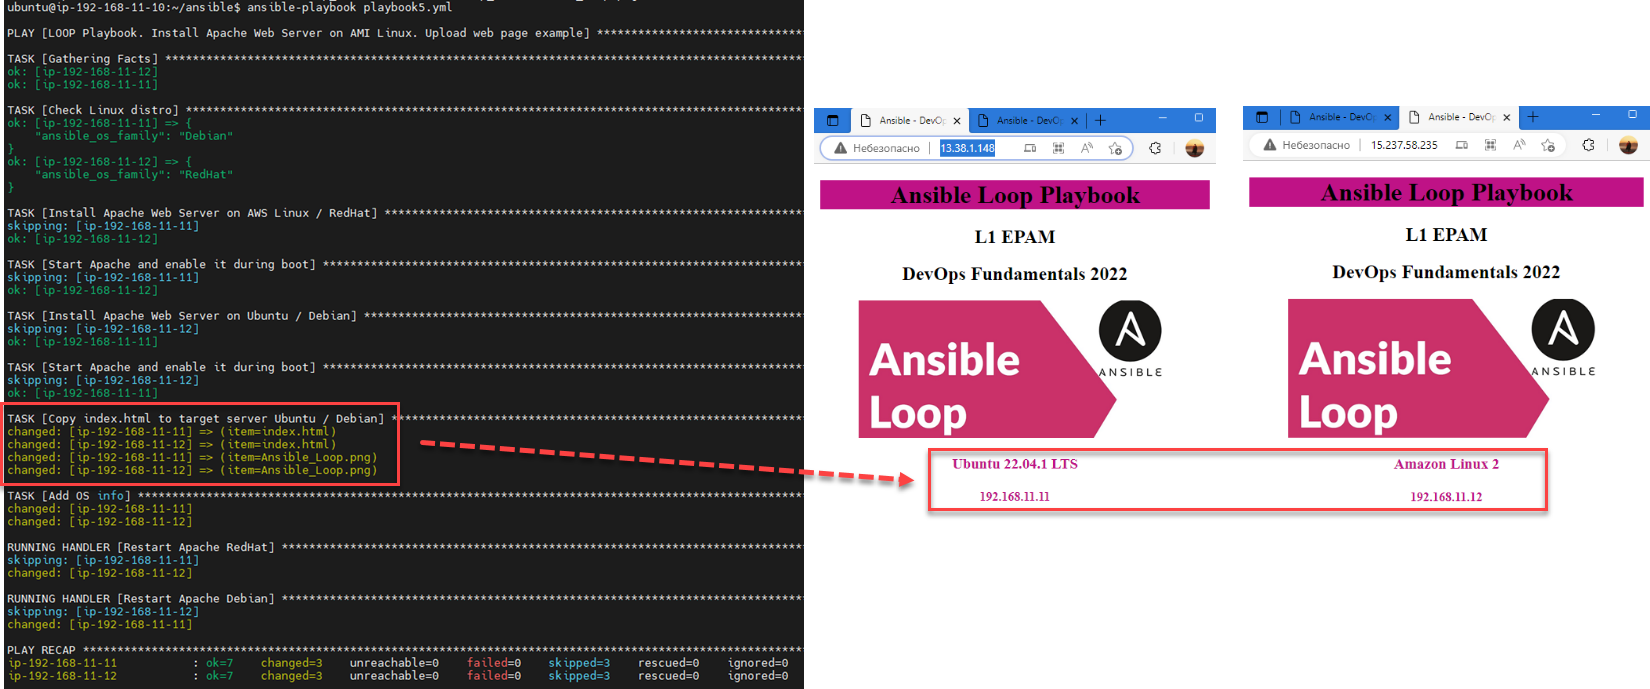 ubuntu@ip-192-168-11-10:~/ansible$ ansible-playbook playbook5.yml
PLAY [LOOP Playbook. Install Apache Web Server on AMI Linux. Upload web page example] *******************************
TASK [Gathering Facts] ************************************************************************************************
ok: [ip-192-168-11-12]
ok: [ip-192-168-11-11]
TASK [Check Linux distro] *********************************************************************************************
ok: [ip-192-168-11-11] => {
    "ansible_os_family": "Debian"
}
ok: [ip-192-168-11-12] => {
    "ansible_os_family": "RedHat"
}
TASK [Install Apache Web Server on AWS Linux / RedHat] **************************************************************
skipping: [ip-192-168-11-11]
ok: [ip-192-168-11-12]
TASK [Start Apache and enable it during boot] ***********************************************************************
skipping: [ip-192-168-11-11]
ok: [ip-192-168-11-12]
TASK [Install Apache Web Server on Ubuntu / Debian] *****************************************************************
skipping: [ip-192-168-11-12]
ok: [ip-192-168-11-11]
TASK [Start Apache and enable it during boot] ***********************************************************************
skipping: [ip-192-168-11-12]
ok: [ip-192-168-11-11]
TASK [Copy index.html to target server Ubuntu / Debian] *************************************************************
changed: [ip-192-168-11-11] => (item=index.html)
changed: [ip-192-168-11-12] => (item=index.html)
changed: [ip-192-168-11-11] => (item=Ansible_Loop.png)
changed: [ip-192-168-11-12] => (item=Ansible_Loop.png)
TASK [Add OS info] ****************************************************************************************************
changed: [ip-192-168-11-11]
changed: [ip-192-168-11-12]
RUNNING HANDLER [Restart Apache RedHat] *****************************************************************************
skipping: [ip-192-168-11-11]
changed: [ip-192-168-11-12]
RUNNING HANDLER [Restart Apache Debian] *****************************************************************************
skipping: [ip-192-168-11-12]
changed: [ip-192-168-11-11]
PLAY RECAP ************************************************************************************************************
ip-192-168-11-11 : ok=7 changed=3 unreachable=0 failed=0 skipped=3 rescued=0 ignored=0
ip-192-168-11-12 : ok=7 changed=3 unreachable=0 failed=0 skipped=3 rescued=0 ignored=0
Ansible - DevOp Ansible - DevOp
Небезопасно 13.38.1.148
Ansible Loop Playbook
L1 EPAM
DevOps Fundamentals 2022
Ansible
Loop
ANSIBLE
Ubuntu 22.04.1 LTS
192.168.11.11
Ansible - DevOp Ansible - DevOp
Небезопасно 15.237.58.235
Ansible Loop Playbook
L1 EPAM
DevOps Fundamentals 2022
Ansible
Loop
ANSIBLE
Amazon Linux 2
192.168.11.12